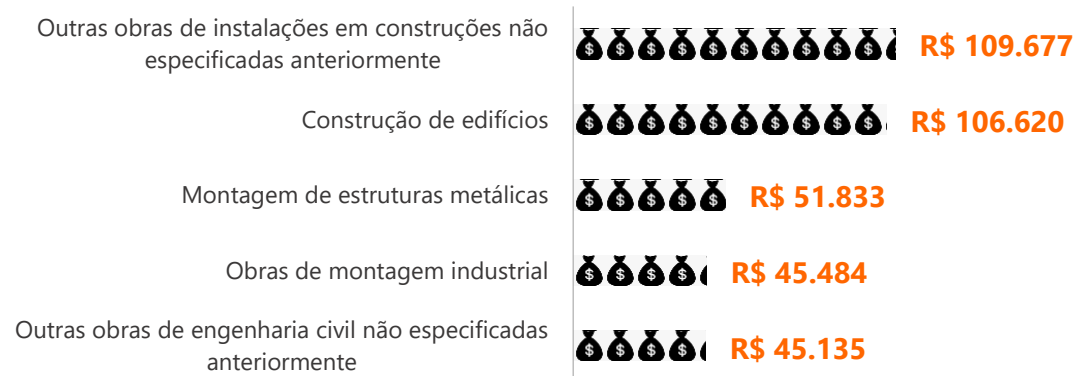 Outras obras de instalações em construções não
especificadas anteriormente
R$ 109.677
Construção de edifícios
R$ 106.620
Montagem de estruturas metálicas
R$ 51.833
Obras de montagem industrial
R$ 45.484
Outras obras de engenharia civil não especificadas
anteriormente
R$ 45.135